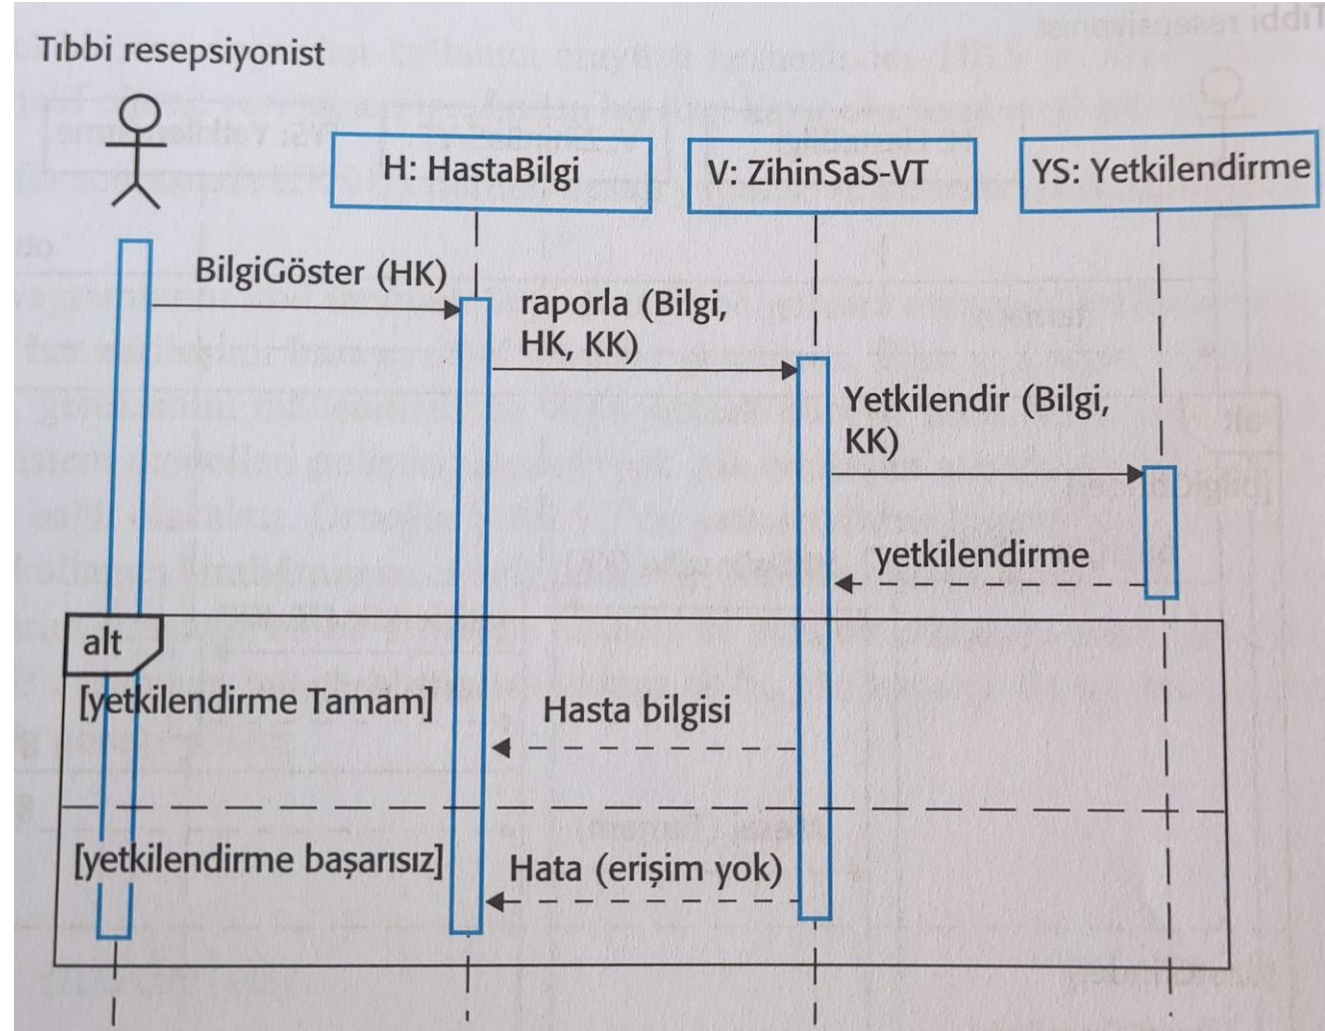 Tıbbi resepsiyonist
H: HastaBilgi
V: ZihinSaS-VT
YS: Yetkilendirme
BilgiGöster (HK)
raporla (Bilgi,
HK, KK)
Yetkilendir (Bilgi,
KK)
yetkilendirme
alt
[yetkilendirme Tamam]
Hasta bilgisi
[yetkilendirme başarısız]
Hata (erişim yok)